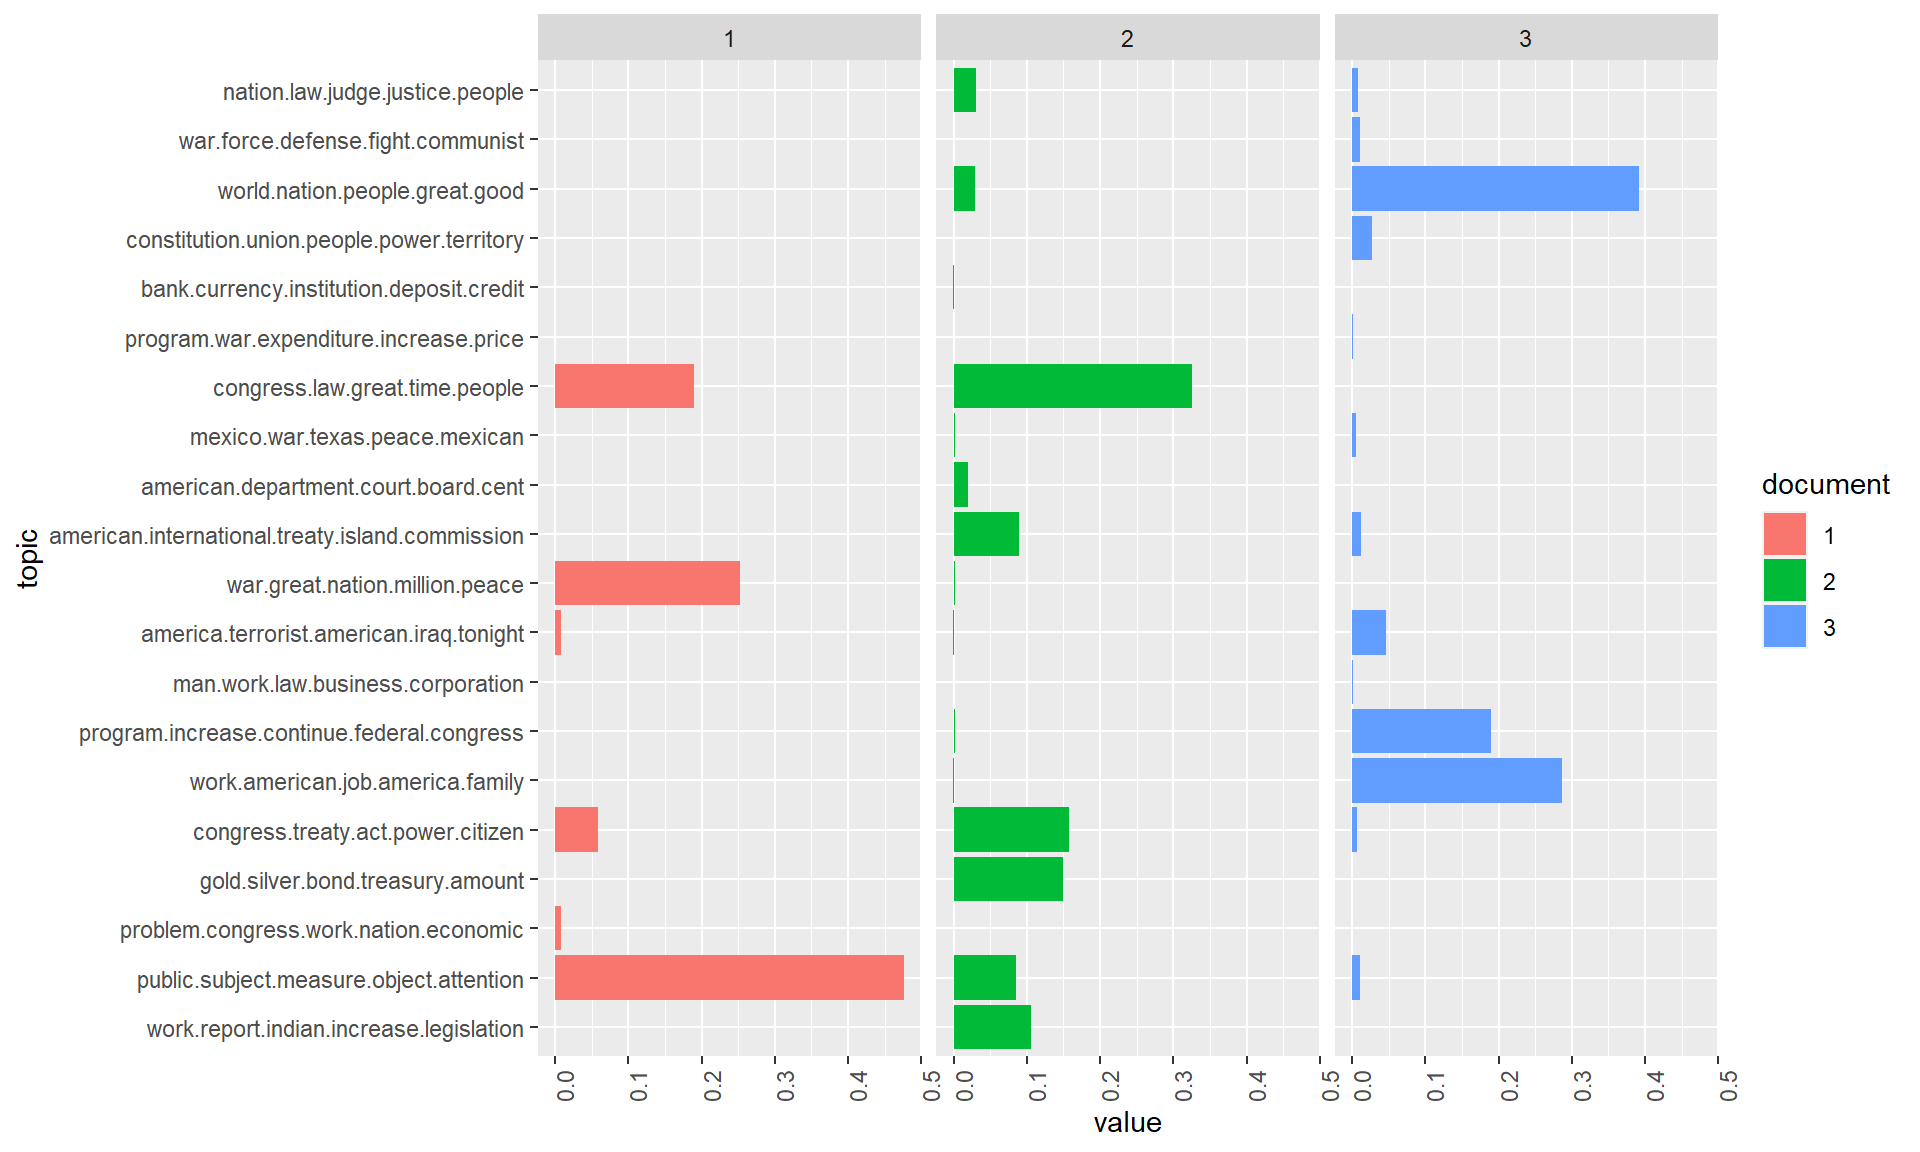 1
2
3
nation.law.judge.justice.people
war.force.defense.fight.communist
world.nation.people.great.good
constitution.union.people.power.territory
bank.currency.institution.deposit.credit
program.war.expenditure.increase.price
congress.law.great.time.people
mexico.war.texas.peace.mexican
american.department.court.board.cent
american.international.treaty.island.commission
war.great.nation.million.peace
america.terrorist.american.iraq.tonight
man.work.law.business.corporation
program.increase.continue.federal.congress
work.american.job.america.family
congress.treaty.act.power.citizen
gold.silver.bond.treasury.amount
problem.congress.work.nation.economic
public.subject.measure.object.attention
work.report.indian.increase.legislation
topic
0.0 0.1 0.2 0.3 0.4 0.5
0.0 0.1 0.2 0.3 0.4 0.5
0.0 0.1 0.2 0.3 0.4 0.5
value
document
1
2
3